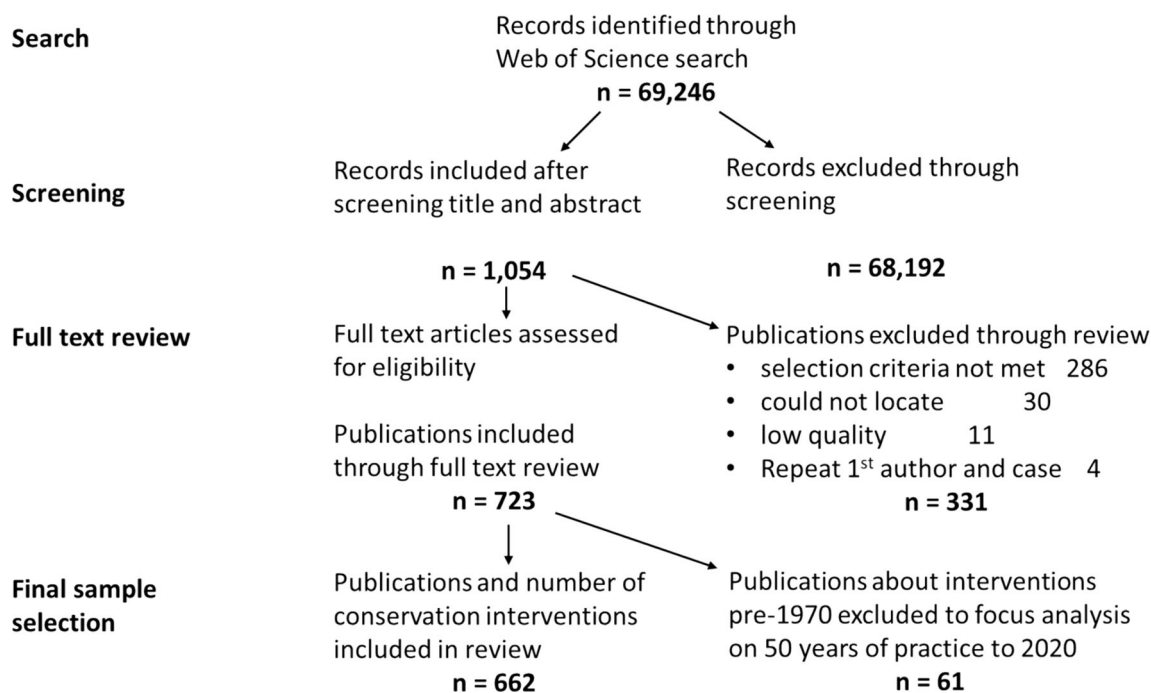 Search
Records identified through
Web of Science search
n = 69,246
Screening
Records included after
screening title and abstract
n = 1,054
Records excluded through
screening
n = 68,192
Full text review
Full text articles assessed
for eligibility
Publications included
through full text review
n = 723
Publications excluded through review
• selection criteria not met 286
• could not locate 30
• low quality 11
• Repeat 1st author and case 4
n = 331
Final sample
selection
Publications and number of
conservation interventions
included in review
n = 662
Publications about interventions
pre-1970 excluded to focus analysis
on 50 years of practice to 2020
n = 61